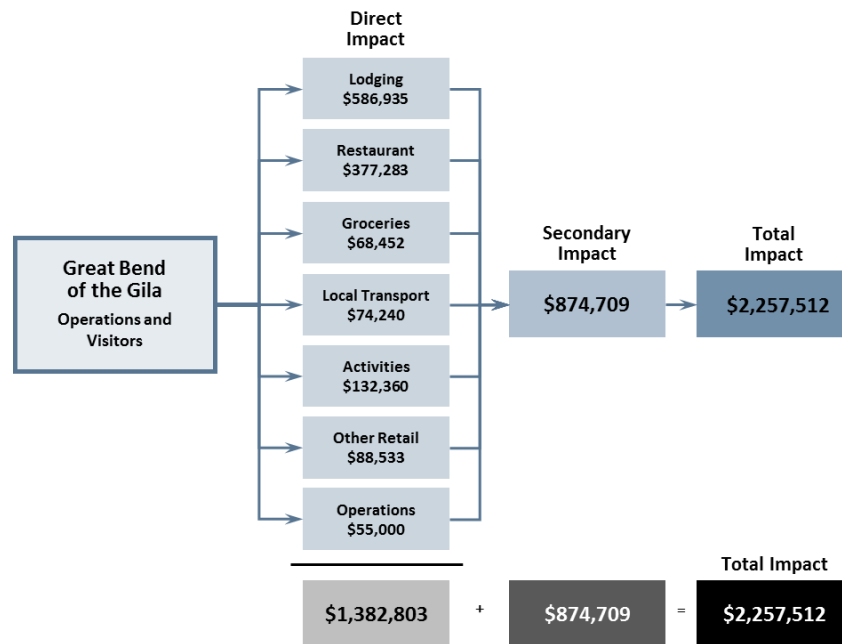 Direct
Impact
Lodging
$586,935
Restaurant
$377,283
Groceries
$68,452
Secondary
Impact
Total
Impact
Great Bend
of the Gila
Operations and
Visitors
Local Transport
$74,240
$874,709
$2,257,512
Activities
$132,360
Other Retail
$88,533
Operations
$55,000
Total Impact
$1,382,803 + $874,709 = $2,257,512